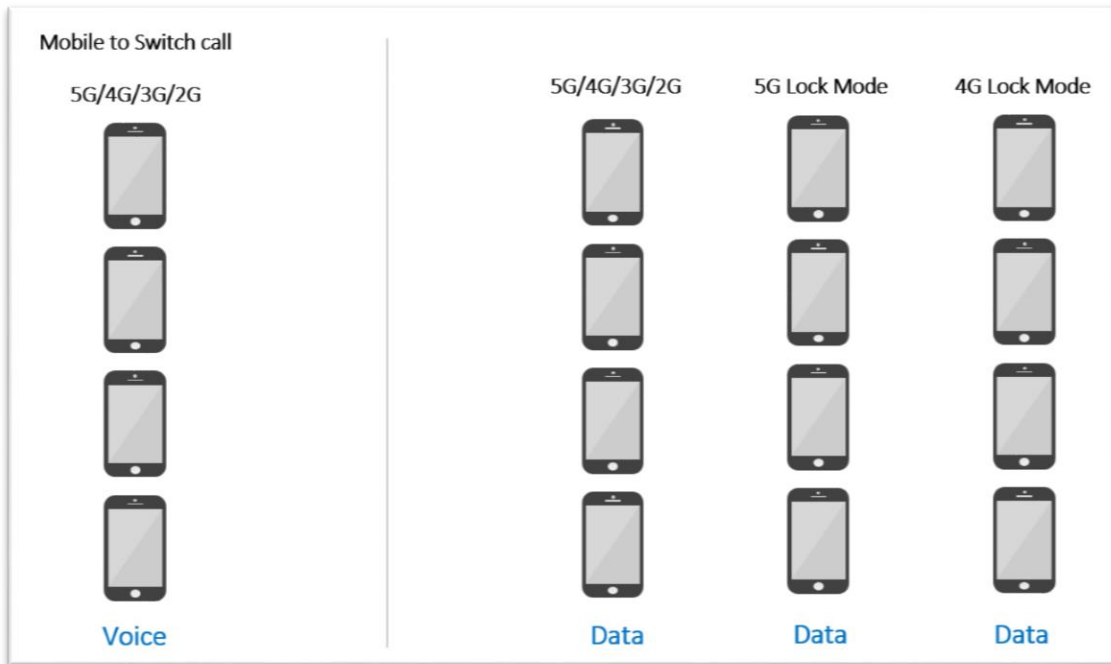 Mobile to Switch call
5G/4G/3G/2G
Voice
5G/4G/3G/2G
Data
5G Lock Mode
Data
4G Lock Mode
Data